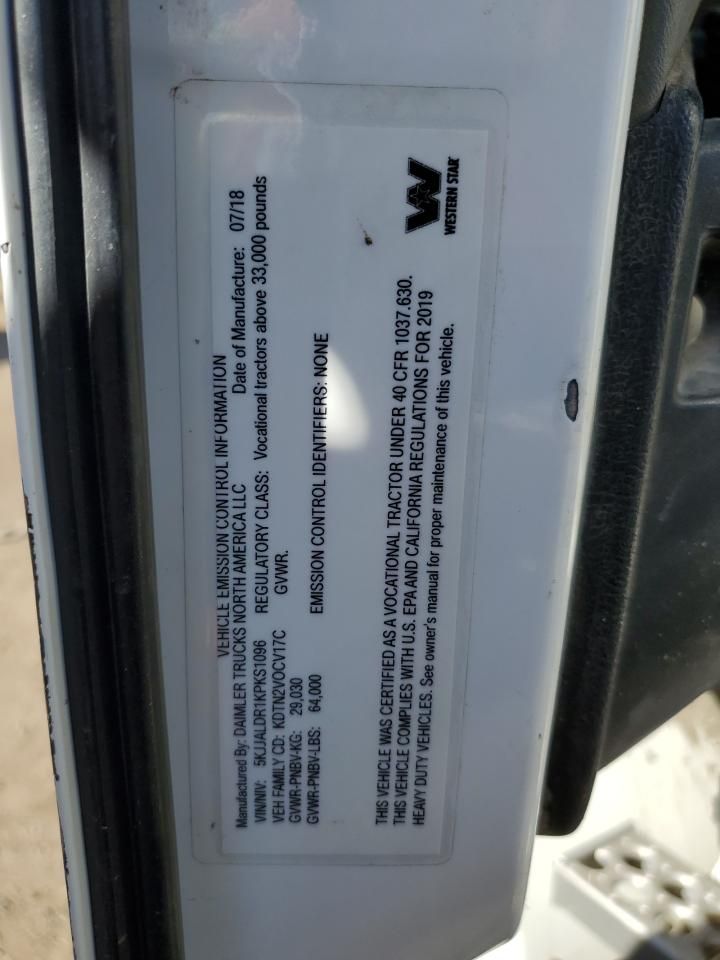 VEHICLE EMISSION CONTROL INFORMATION
Manufactured By: DAIMLER TRUCKS NORTH AMERICA LLC Date of Manufacture: 07/18
VIN/NIV: 5KJJALDR1KPKS1096 REGULATORY CLASS: Vocational tractors above 33,000 pounds
VEH FAMILY CD: KDTN2VOCV17C GVWR.
GVWR-PNBV-KG: 29,030
GVWR-PNBV-LBS: 64,000 EMISSION CONTROL IDENTIFIERS: NONE
THIS VEHICLE WAS CERTIFIED AS A VOCATIONAL TRACTOR UNDER 40 CFR 1037.630.
THIS VEHICLE COMPLIES WITH U.S. EPA AND CALIFORNIA REGULATIONS FOR 2019
HEAVY DUTY VEHICLES. See owner's manual for proper maintenance of this vehicle.
WESTERN STAR